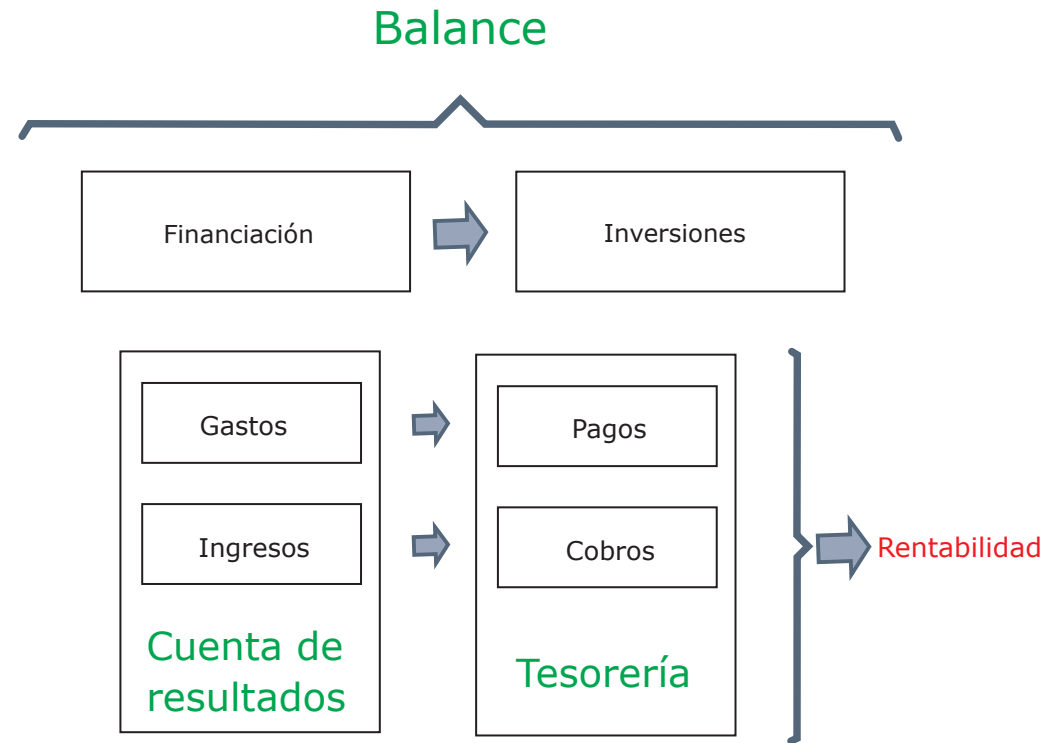 Balance
Financiación
Inversiones
Gastos
Pagos
Ingresos
Cobros
Rentabilidad
Cuenta de
resultados
Tesorería